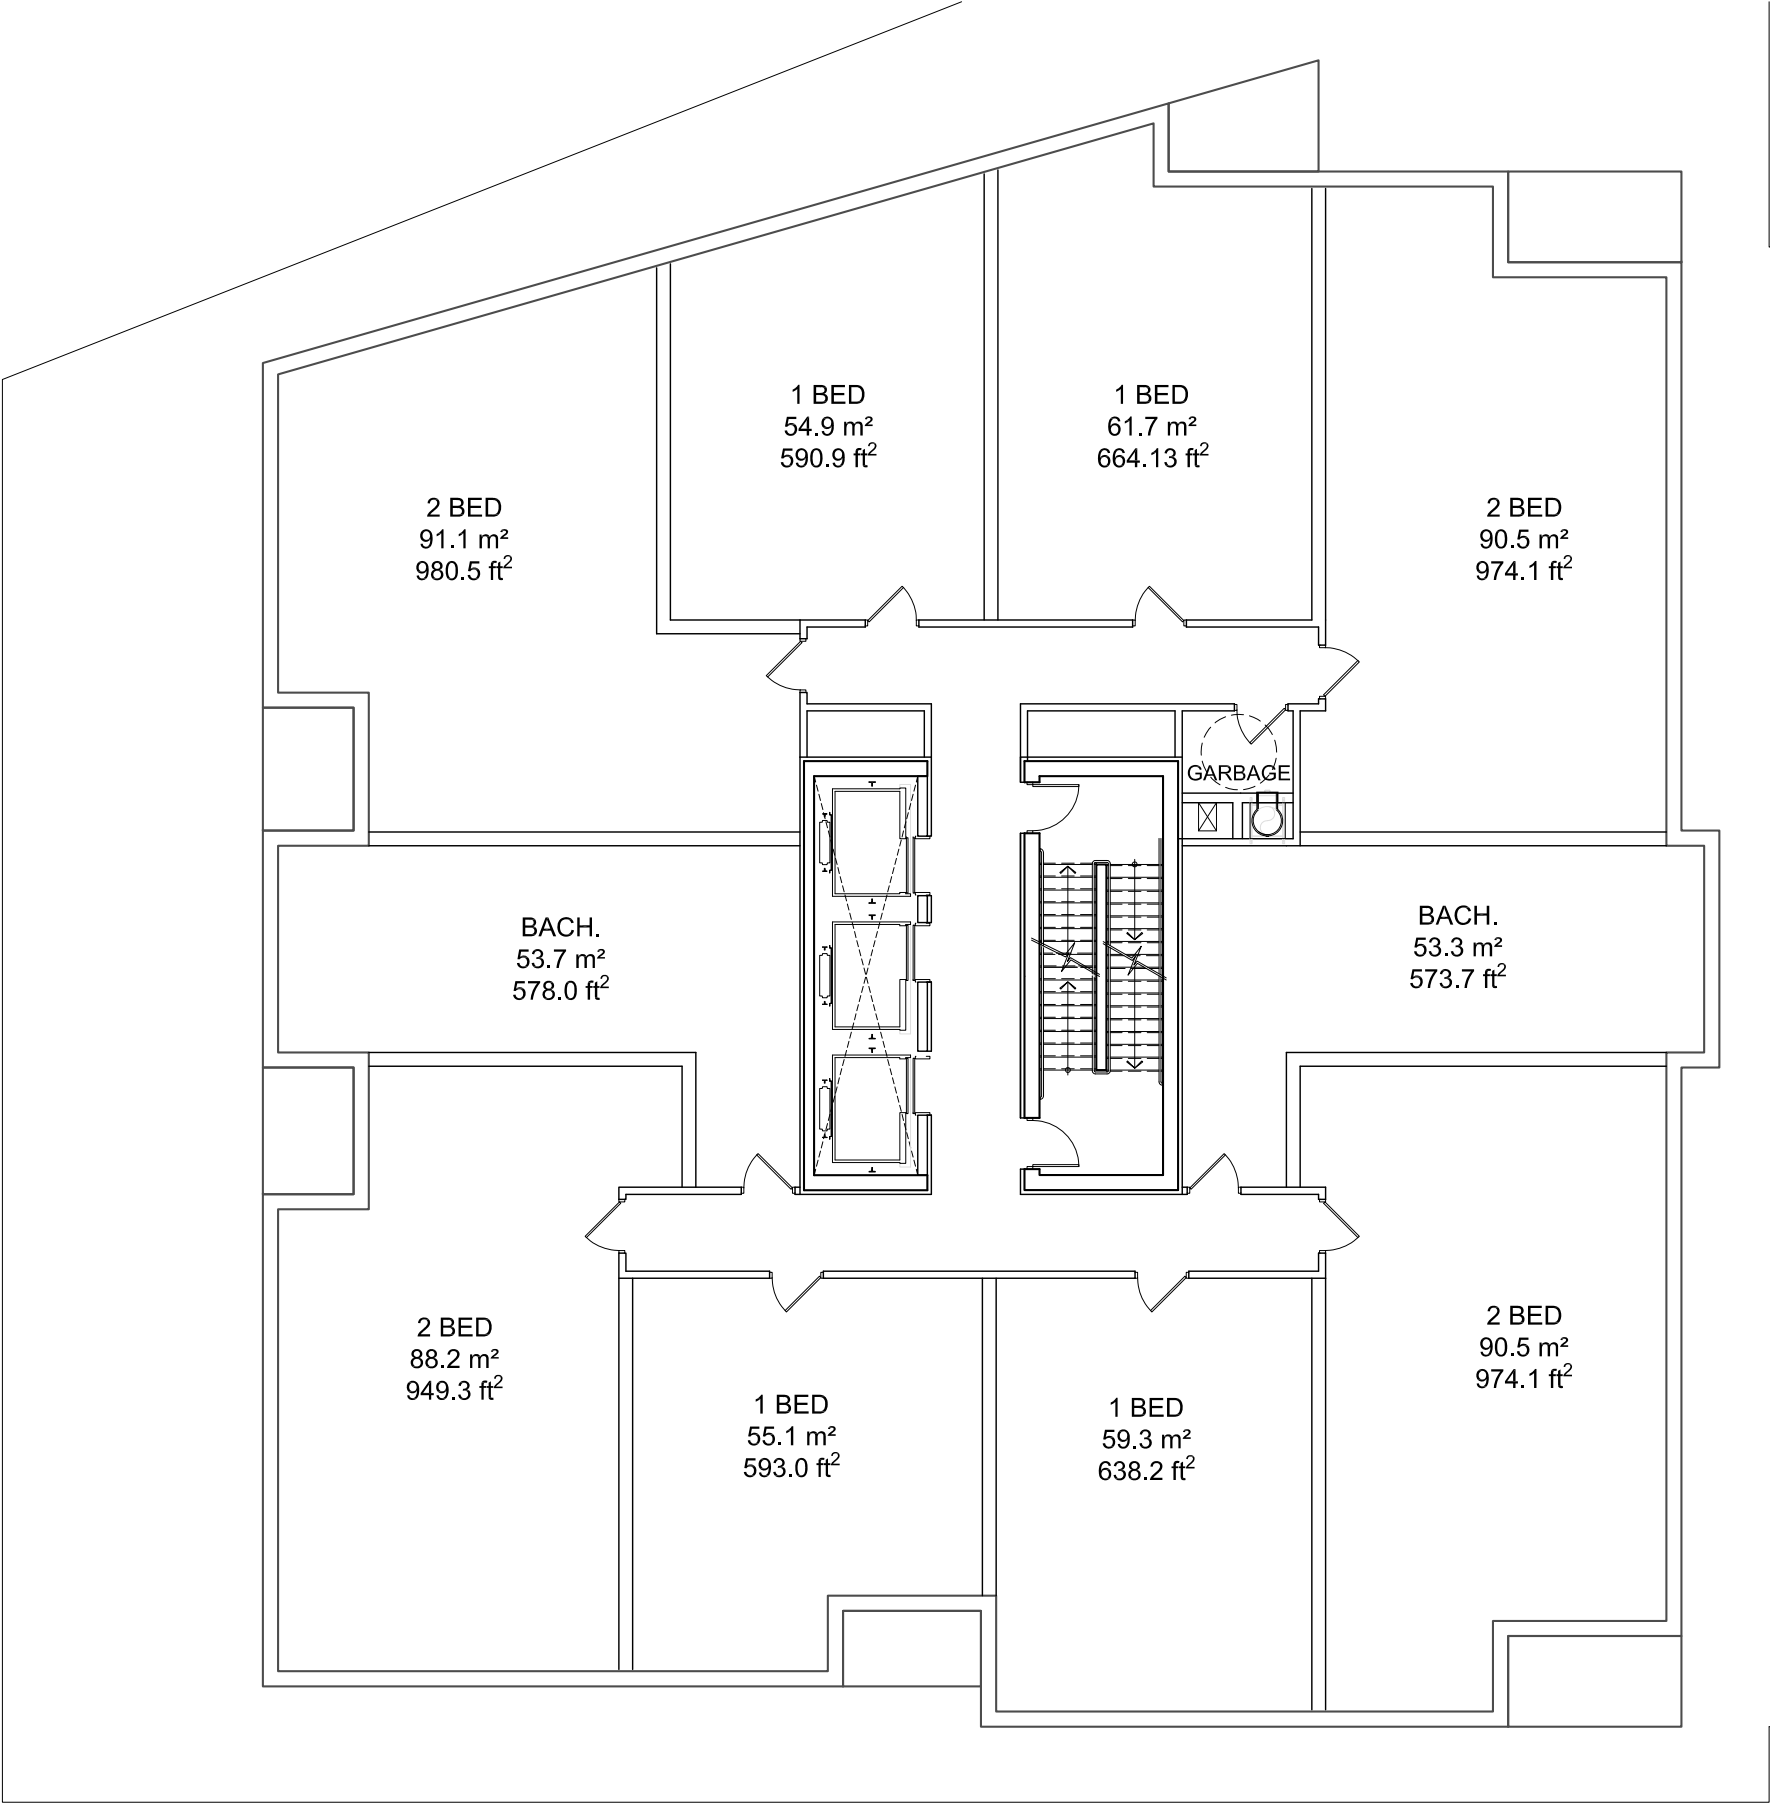 1 BED
54.9 m²
590.9 ft²
1 BED
61.7 m²
664.13 ft²
2 BED
91.1 m²
980.5 ft²
2 BED
90.5 m²
974.1 ft²
GARBAGE
BACH.
53.7 m²
578.0 ft²
BACH.
53.3 m²
573.7 ft²
2 BED
88.2 m²
949.3 ft²
2 BED
90.5 m²
974.1 ft²
1 BED
55.1 m²
593.0 ft²
1 BED
59.3 m²
638.2 ft²